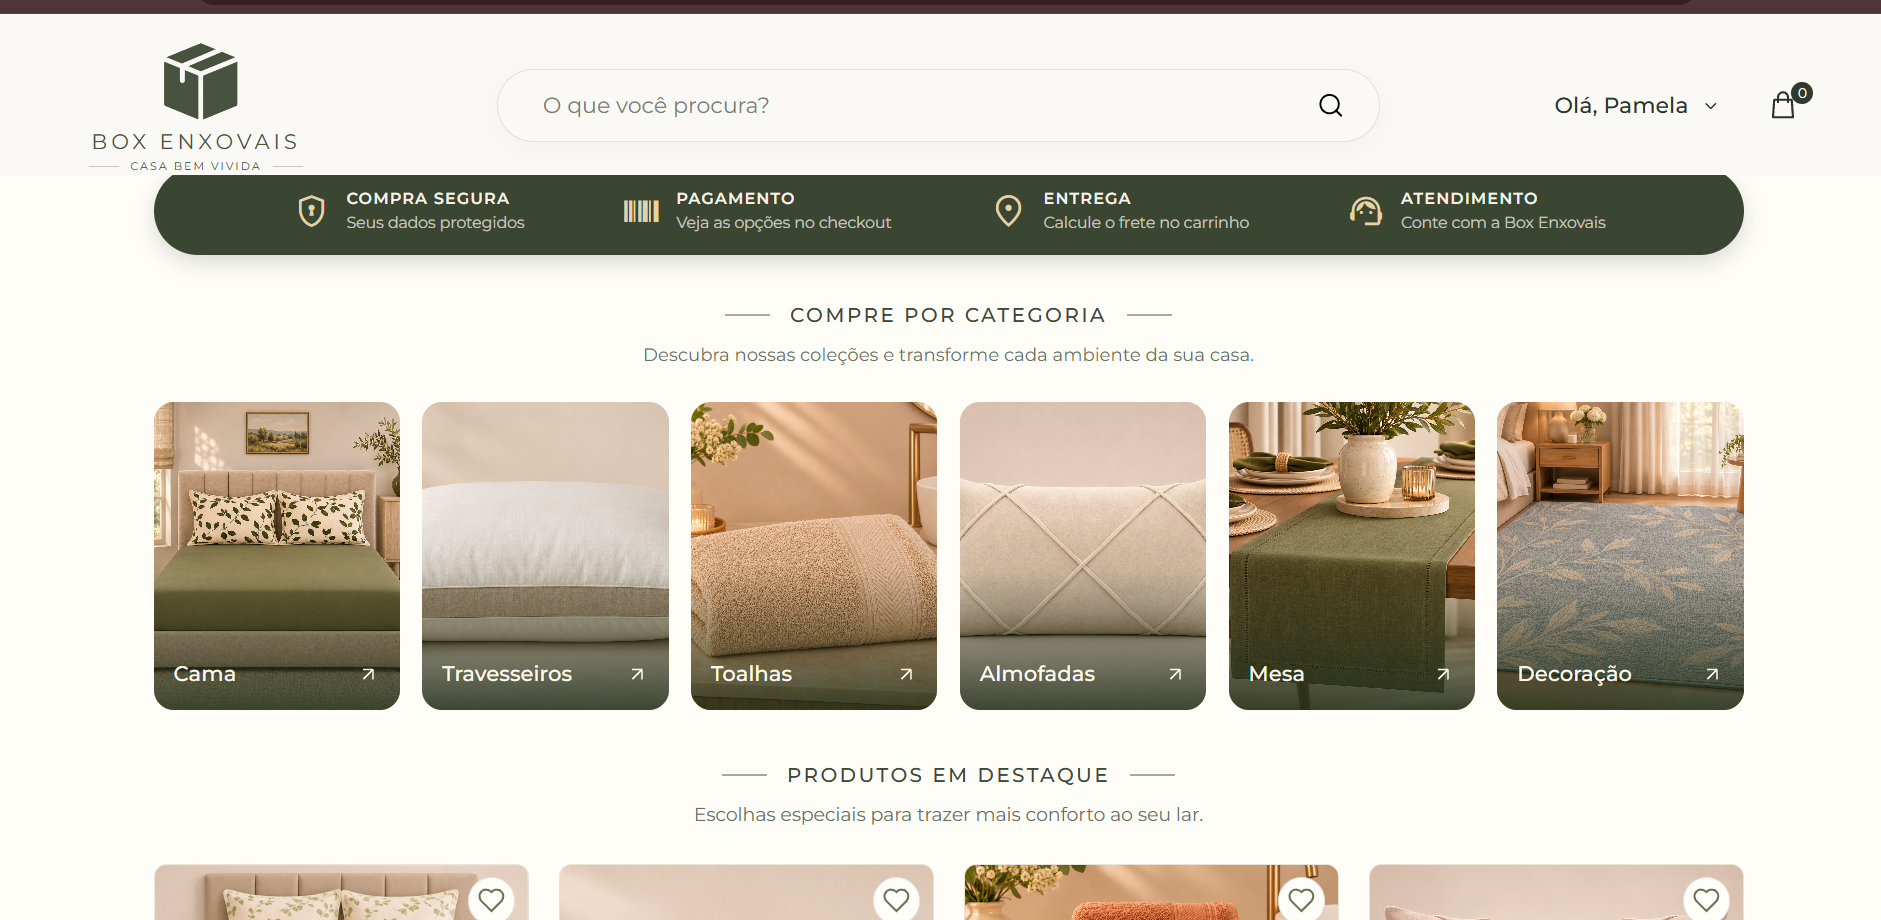 BOX ENXOVAIS
CASA BEM VIVIDA
O que você procura?
Olá, Pamela
0
COMPRA SEGURA
Seus dados protegidos
PAGAMENTO
Veja as opções no checkout
ENTREGA
Calcule o frete no carrinho
ATENDIMENTO
Conte com a Box Enxovais
COMPRE POR CATEGORIA
Descubra nossas coleções e transforme cada ambiente da sua casa.
Cama
Travesseiros
Toalhas
Almofadas
Mesa
Decoração
PRODUTOS EM DESTAQUE
Escolhas especiais para trazer mais conforto ao seu lar.